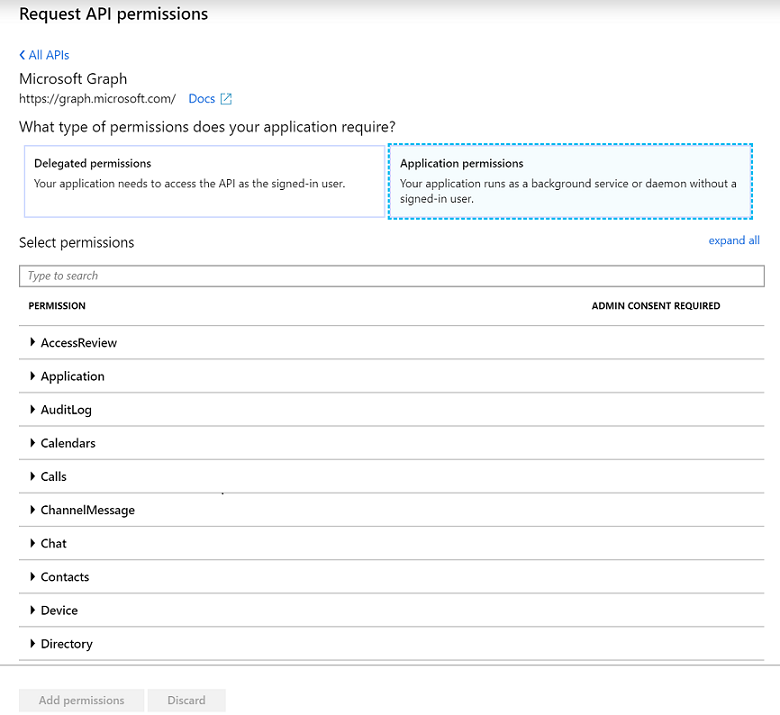 Request API permissions
All APIs
Microsoft Graph
https://graph.microsoft.com/ Docs
What type of permissions does your application require?
Delegated permissions
Your application needs to access the API as the signed-in user.
Application permissions
Your application runs as a background service or daemon without a
signed-in user.
Select permissions
expand all
Type to search
PERMISSION
ADMIN CONSENT REQUIRED
AccessReview
Application
AuditLog
Calendars
Calls
ChannelMessage
Chat
Contacts
Device
Directory
Add permissions
Discard